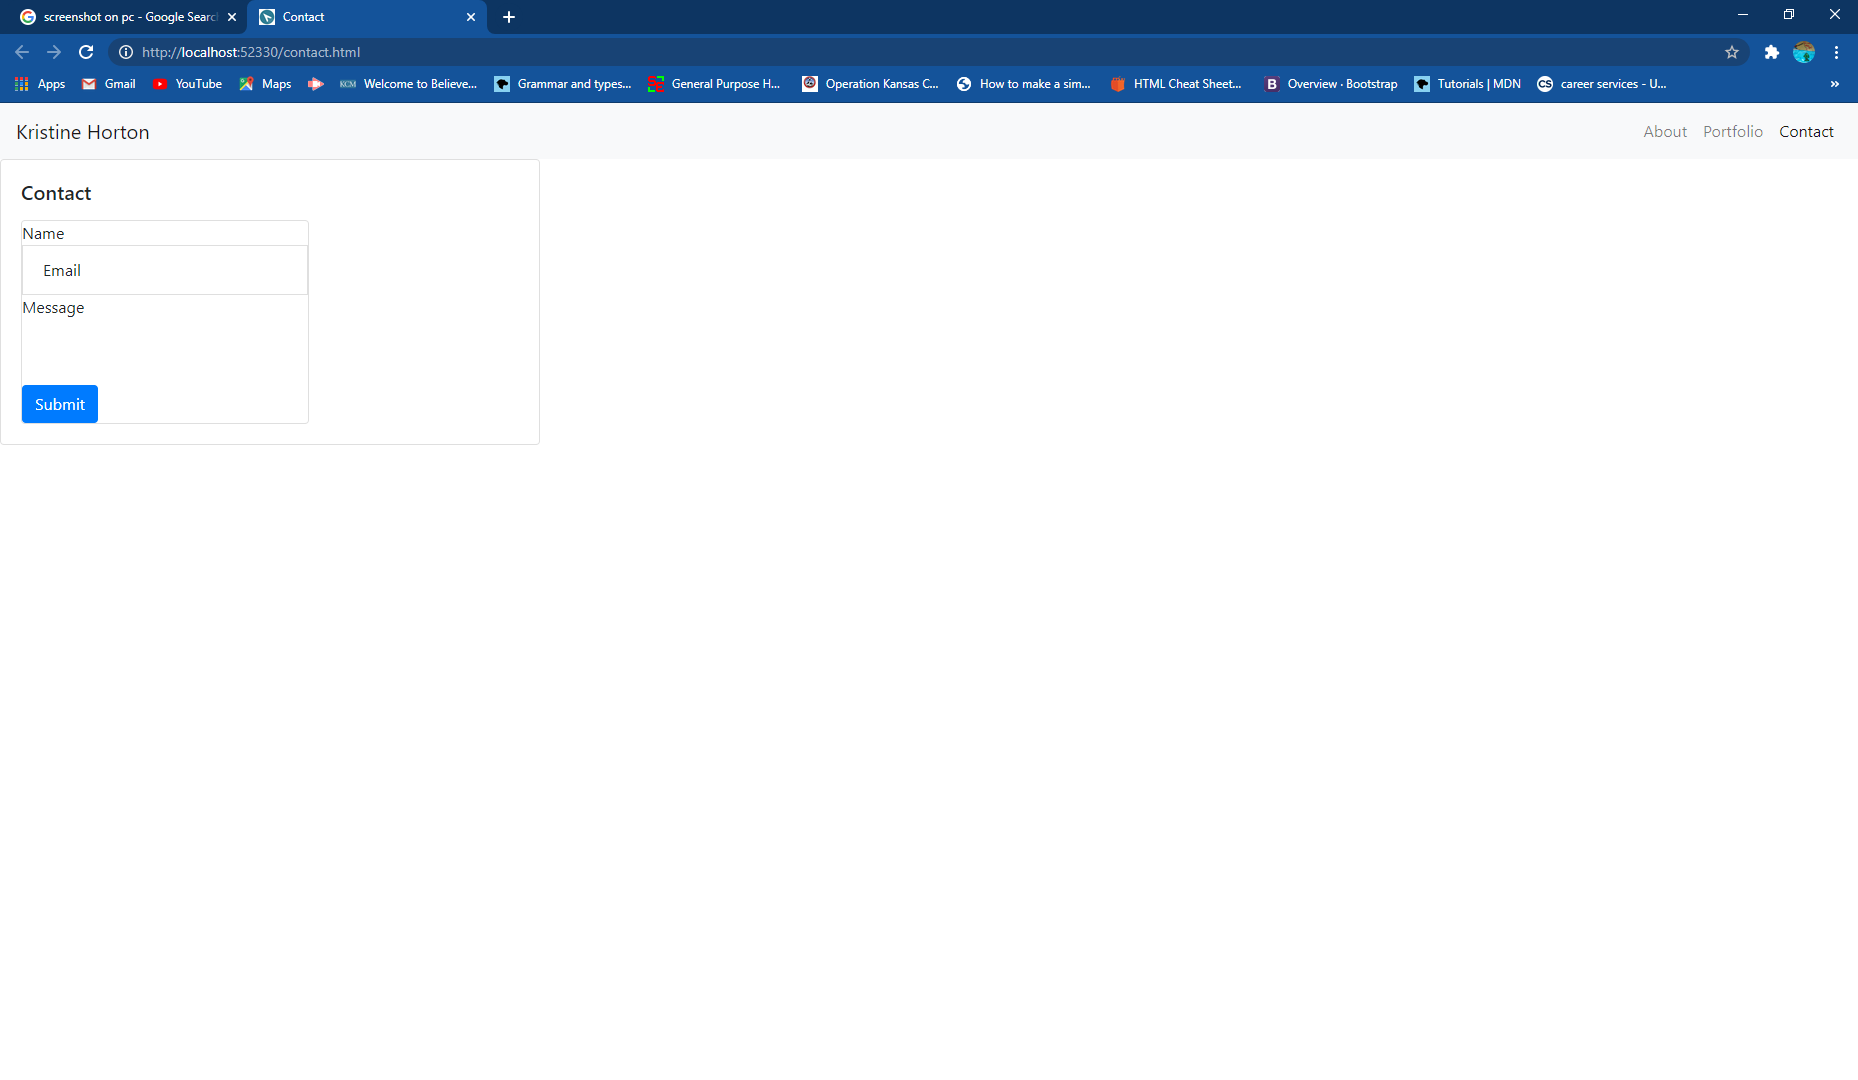 screenshot on pc - Google Searc
Contact
http://localhost:52330/contact.html
Apps Gmail YouTube Maps KCM Welcome to Believe... Grammar and types... General Purpose H... Operation Kansas C... How to make a sim... HTML Cheat Sheet... B Overview · Bootstrap Tutorials | MDN CS career services - U... »
Kristine Horton
About Portfolio Contact
Contact
Name
Email
Message
Submit